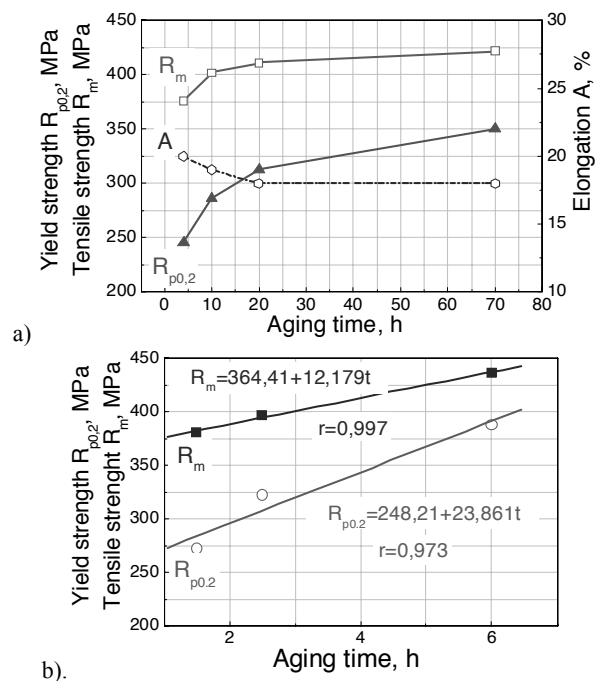 Yield strength Rp0,2, MPa
Tensile strength Rm, MPa
450
400
350
300
250
200
Rm
A
Rp0,2
30
25
20
15
10
Elongation A, %
0 10 20 30 40 50 60 70 80
Aging time, h
a)
Yield strength Rp0,2, MPa
Tensile strenght Rm, MPa
450
400
350
300
250
200
Rm=364,41+12,179t
r=0,997
Rm
Rp0.2=248,21+23,861t
r=0,973
Rp0.2
2 4 6
Aging time, h
b).